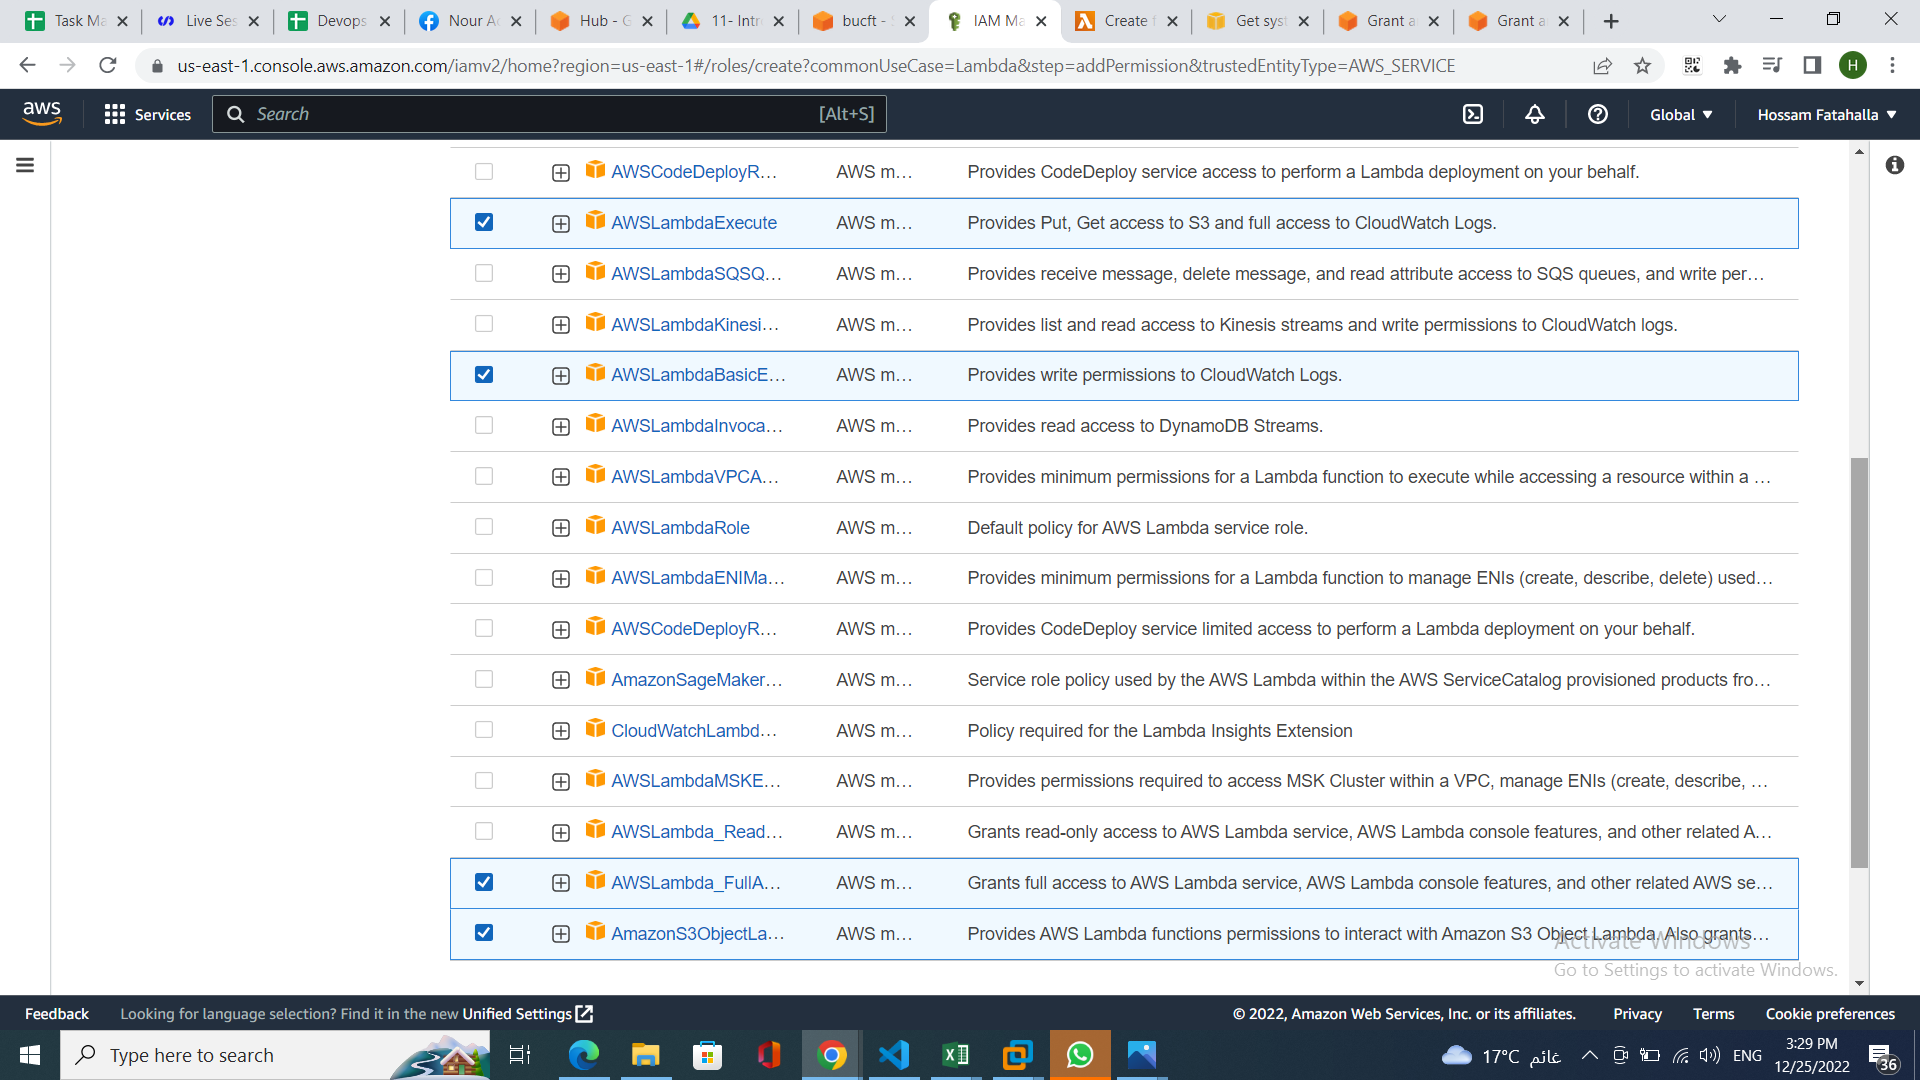 Task Ma
Live Ses
Devops
Nour Ac
Hub - G
11- Intr
bucft -
IAM Ma
Create f
Get syst
Grant a
Grant a
us-east-1.console.aws.amazon.com/iamv2/home?region=us-east-1#/roles/create?commonUseCase=Lambda&step=addPermission&trustedEntityType=AWS_SERVICE
H
aws
Services
Search
[Alt+S]
Global
Hossam Fatahalla
AWSCodeDeployR... AWS m... Provides CodeDeploy service access to perform a Lambda deployment on your behalf.
AWSLambdaExecute AWS m... Provides Put, Get access to S3 and full access to CloudWatch Logs.
AWSLambdaSQSQ... AWS m... Provides receive message, delete message, and read attribute access to SQS queues, and write per...
AWSLambdaKinesi... AWS m... Provides list and read access to Kinesis streams and write permissions to CloudWatch logs.
AWSLambdaBasicE... AWS m... Provides write permissions to CloudWatch Logs.
AWSLambdaInvoca... AWS m... Provides read access to DynamoDB Streams.
AWSLambdaVPCA... AWS m... Provides minimum permissions for a Lambda function to execute while accessing a resource within a ...
AWSLambdaRole AWS m... Default policy for AWS Lambda service role.
AWSLambdaENIMa... AWS m... Provides minimum permissions for a Lambda function to manage ENIs (create, describe, delete) used...
AWSCodeDeployR... AWS m... Provides CodeDeploy service limited access to perform a Lambda deployment on your behalf.
AmazonSageMaker... AWS m... Service role policy used by the AWS Lambda within the AWS ServiceCatalog provisioned products fro...
CloudWatchLambd... AWS m... Policy required for the Lambda Insights Extension
AWSLambdaMSKE... AWS m... Provides permissions required to access MSK Cluster within a VPC, manage ENIs (create, describe, ...
AWSLambda_Read... AWS m... Grants read-only access to AWS Lambda service, AWS Lambda console features, and other related A...
AWSLambda_FullA... AWS m... Grants full access to AWS Lambda service, AWS Lambda console features, and other related AWS se...
AmazonS3ObjectLa... AWS m... Provides AWS Lambda functions permissions to interact with Amazon S3 Object Lambda. Also grants...
Activate Windows
Go to Settings to activate Windows.
Feedback Looking for language selection? Find it in the new Unified Settings © 2022, Amazon Web Services, Inc. or its affiliates. Privacy Terms Cookie preferences
Type here to search
17°C غائم
ENG
3:29 PM
12/25/2022
36